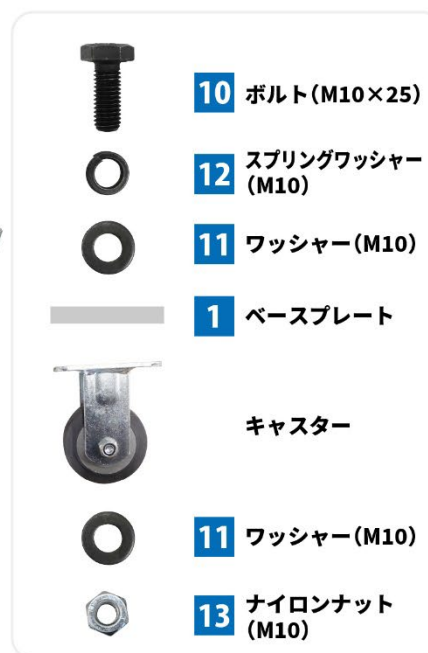 10 ボルト(M10×25)
12 スプリングワッシャー
(M10)
11 ワッシャー(M10)
1 ベースプレート
キャスター
11 ワッシャー(M10)
13 ナイロンナット
(M10)